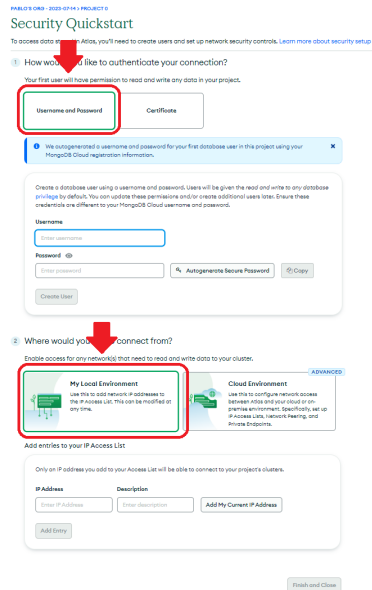 PABLO'S ORG - 2023-07-14 > PROJECT 0
Security Quickstart
To access data stored in Atlas, you'll need to create users and set up network security controls. Learn more about security setup
1 How would you like to authenticate your connection?
Your first user will have permission to read and write any data in your project.
Username and Password
Certificate
We autogenerated a username and password for your first database user in this project using your
MongoDB Cloud registration information.
Create a database user using a username and password. Users will be given the read and write to any database
privilege by default. You can update these permissions and/or create additional users later. Ensure these
credentials are different to your MongoDB Cloud username and password.
Username
Enter username
Password
Enter password
Autogenerate Secure Password
Copy
Create User
2 Where would you connect from?
Enable access for any network(s) that need to read and write data to your cluster.
ADVANCED
My Local Environment
Use this to add network IP addresses to
the IP Access List. This can be modified at
any time.
Cloud Environment
Use this to configure network access
between Atlas and your cloud or on-
premise environment. Specifically, set up
IP Access Lists, Network Peering, and
Private Endpoints.
Add entries to your IP Access List
Only an IP address you add to your Access List will be able to connect to your project's clusters.
IP Address
Description
Enter IP Address
Enter description
Add My Current IP Address
Add Entry
Finish and Close